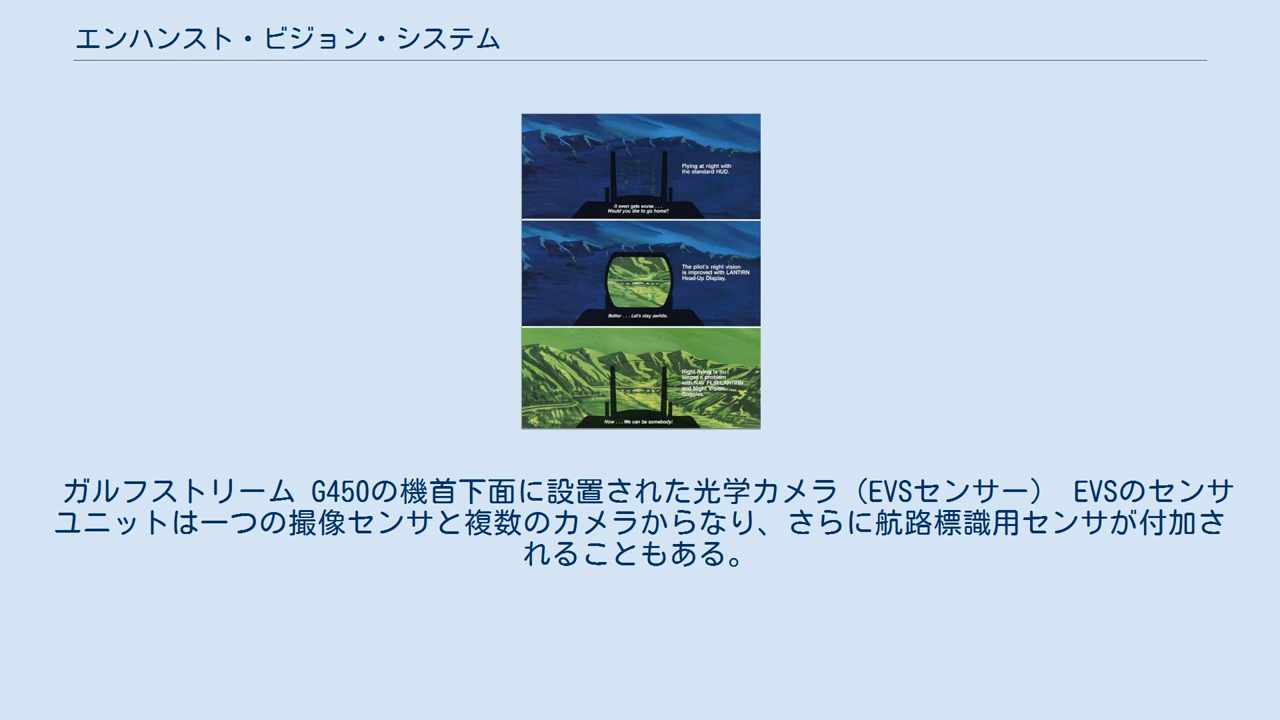 エンハンスト・ビジョン・システム
Flying at night with
the standard HUD.
It even gets worse . . .
Would you like to go home?
The pilot's night vision
is improved with LANTIRN
Head-Up Display.
Better . . . Let's stay awhile.
Night flying is no
longer a problem
with NAV FLIR/LANTIRN
and Night Vision
Goggles.
Now . . . We can be somebody!
ガルフストリーム G450の機首下面に設置された光学カメラ（EVSセンサー） EVSのセンサ
ユニットは一つの撮像センサと複数のカメラからなり、さらに航路標識用センサが付加さ
れることもある。